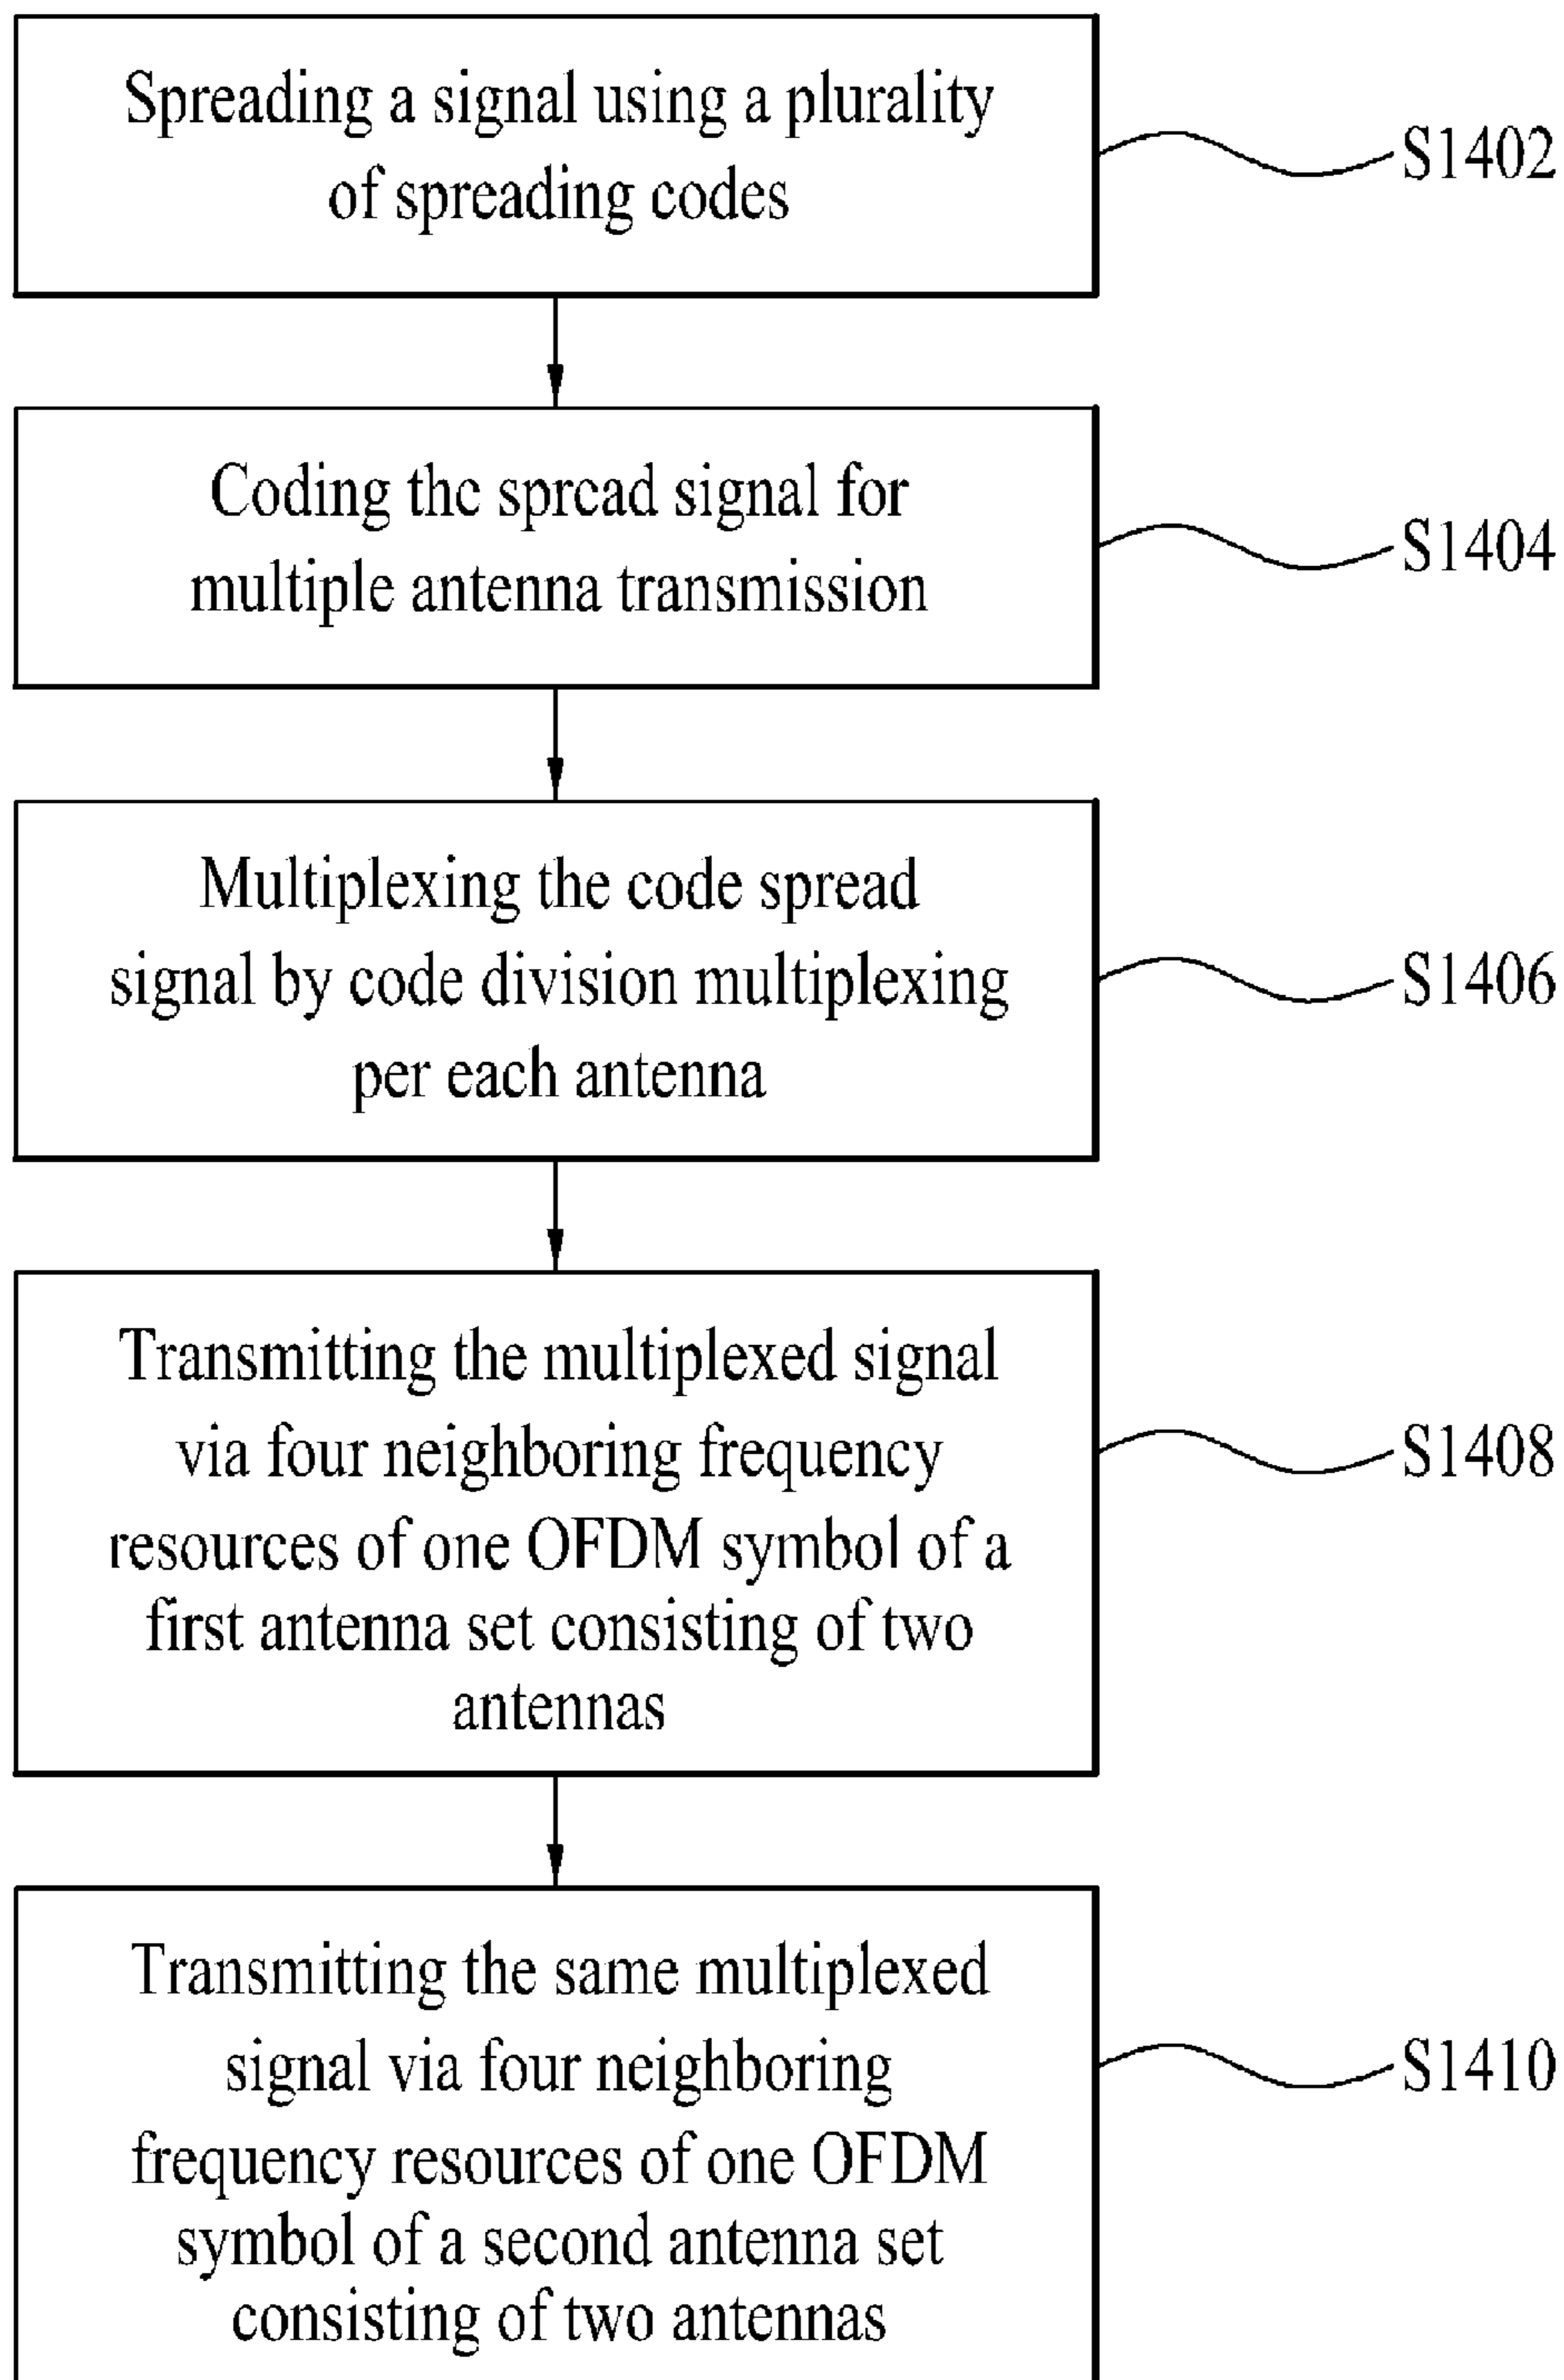 Spreading a signal using a plurality
of spreading codes
S1402
Coding the spread signal for
multiple antenna transmission
S1404
Multiplexing the code spread
signal by code division multiplexing
per each antenna
S1406
Transmitting the multiplexed signal
via four neighboring frequency
resources of one OFDM symbol of a
first antenna set consisting of two
antennas
S1408
Transmitting the same multiplexed
signal via four neighboring
frequency resources of one OFDM
symbol of a second antenna set
consisting of two antennas
S1410